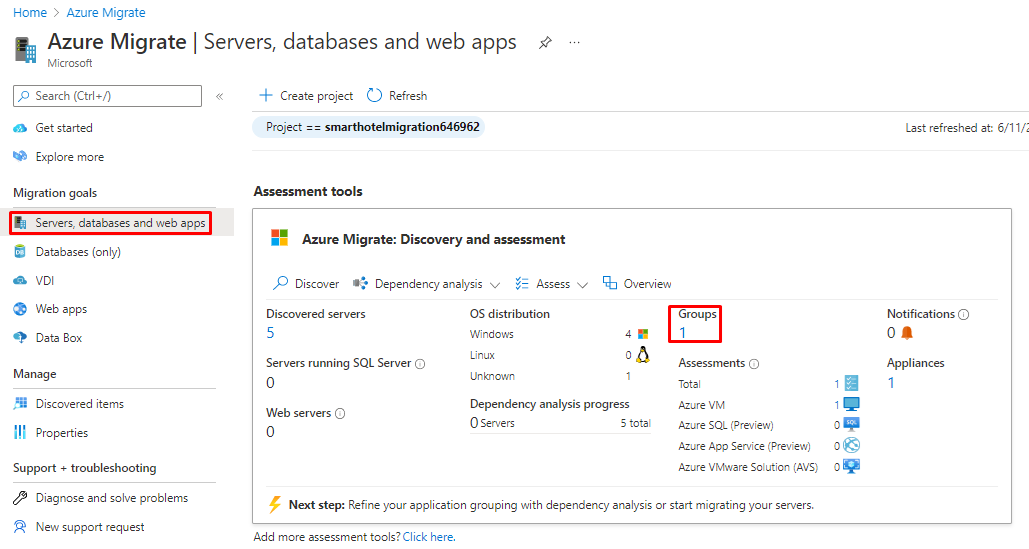 Home > Azure Migrate
Azure Migrate | Servers, databases and web apps
Microsoft
Search (Ctrl+/)
«
Get started
Explore more
Migration goals
Servers, databases and web apps
Databases (only)
VDI
Web apps
Data Box
Manage
Discovered items
Properties
Support + troubleshooting
Diagnose and solve problems
New support request
Create project Refresh
Project == smarthotelmigration646962
Last refreshed at: 6/11/2
Assessment tools
Azure Migrate: Discovery and assessment
Discover Dependency analysis Assess Overview
Discovered servers
5
Servers running SQL Server
0
Web servers
0
OS distribution
Windows 4
Linux 0
Unknown 1
Dependency analysis progress
0 Servers 5 total
Groups
1
Assessments
Total 1
Azure VM 1
Azure SQL (Preview) 0
Azure App Service (Preview) 0
Azure VMware Solution (AVS) 0
Notifications
0
Appliances
1
Next step: Refine your application grouping with dependency analysis or start migrating your servers.
Add more assessment tools? Click here.